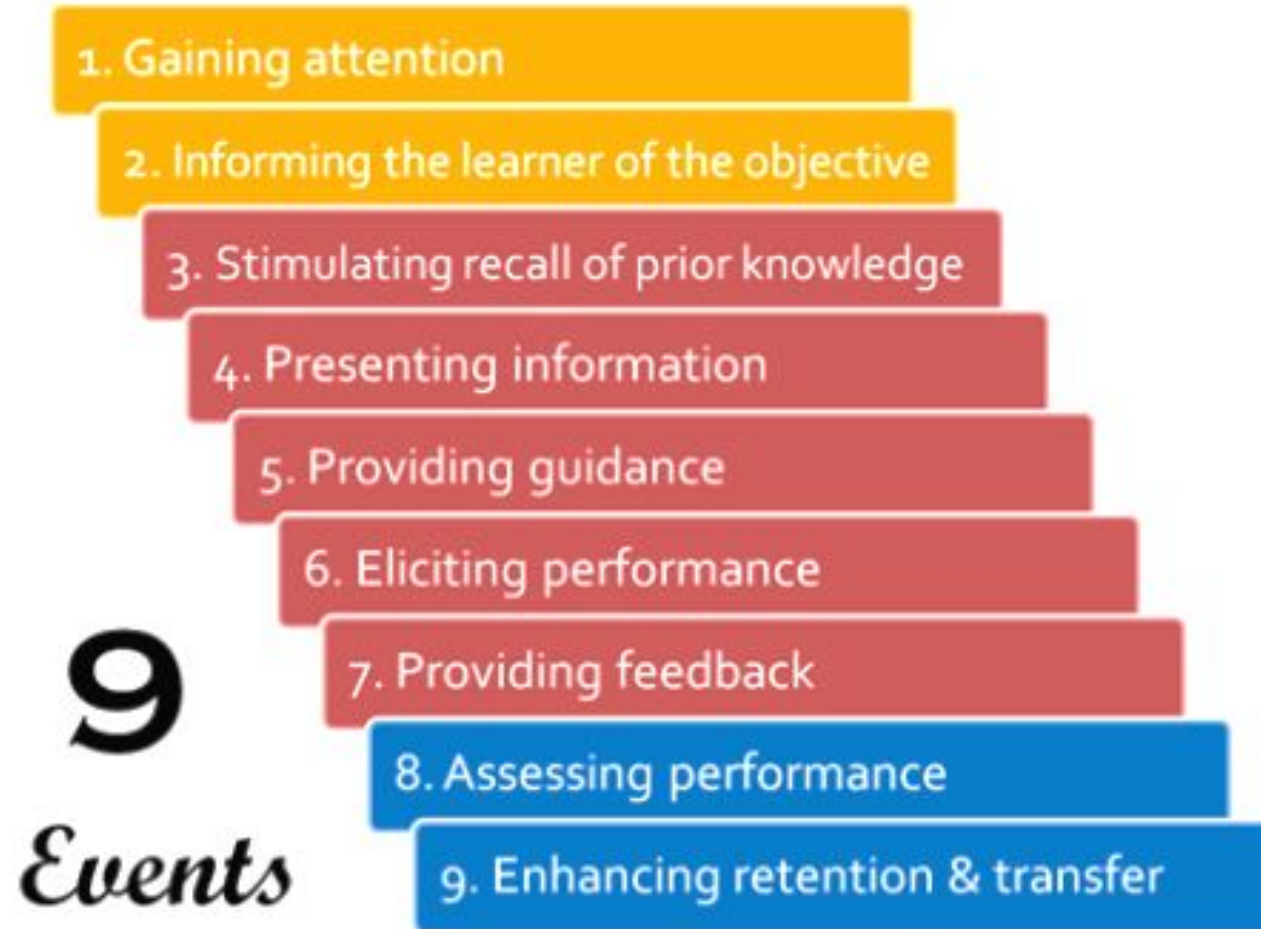 1. Gaining attention
2. Informing the learner of the objective
3. Stimulating recall of prior knowledge
4. Presenting information
5. Providing guidance
6. Eliciting performance
7. Providing feedback
8. Assessing performance
9. Enhancing retention & transfer
9
Events